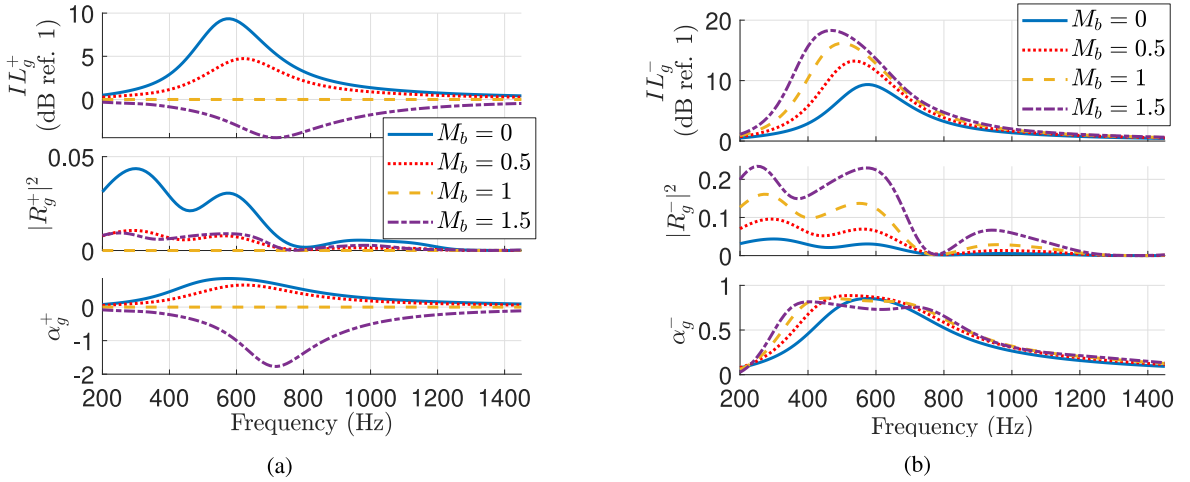 IL_g^+
(dB ref. 1)
10
5
0
M_b = 0
M_b = 0.5
M_b = 1
M_b = 1.5
|R_g^+|^2
0.05
0
α_g^+
0
-1
-2
200 400 600 800 1000 1200 1400
Frequency (Hz)
(a)
IL_g^-
(dB ref. 1)
20
10
0
M_b = 0
M_b = 0.5
M_b = 1
M_b = 1.5
|R_g^-|^2
0.2
0.1
0
α_g^-
1
0.5
0
200 400 600 800 1000 1200 1400
Frequency (Hz)
(b)